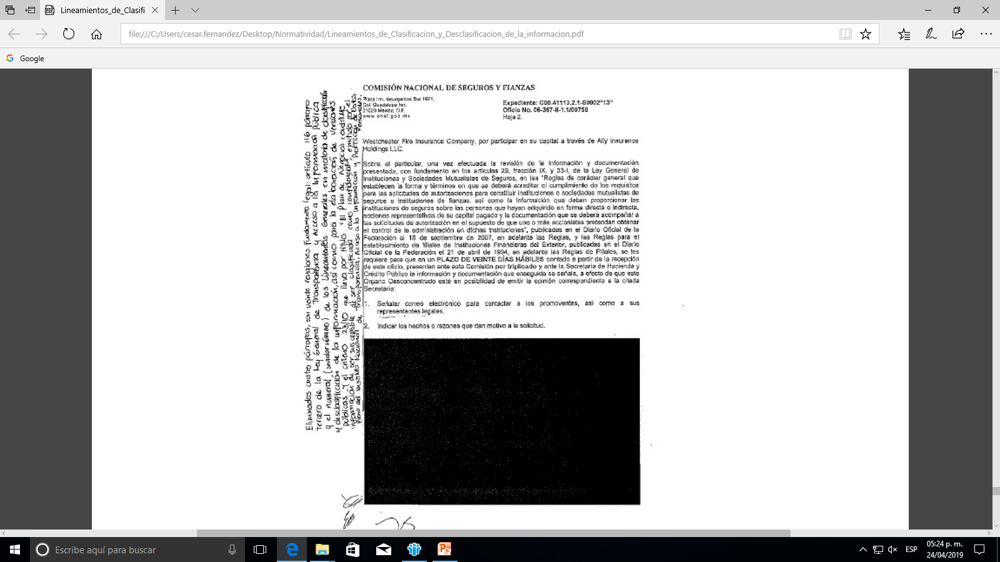 Lineamientos_de_Clasifi
file:///C:/Users/cesar.fernandez/Desktop/Normatividad/Lineamientos_de_Clasificacion_y_Desclasificacion_de_la_informacion.pdf
Google
COMISIÓN NACIONAL DE SEGUROS Y FIANZAS
Plaza Inn, Insurgentes Sur 1971,
Col. Guadalupe Inn.
01020 México, D.F.
www.cnsf.gob.mx
Expediente: C00.41113.2.1-S0002"13"
Oficio No. 06-367-II-1.1/00758
Hoja 2.
Westchester Fire Insurance Company, por participar en su capital a través de Ally Insurance
Holdings LLC.
Sobre el particular, una vez efectuada la revisión de la información y documentación
presentada, con fundamento en los artículos 29, fracción IX, y 33-I, de la Ley General de
Instituciones y Sociedades Mutualistas de Seguros, en las "Reglas de carácter general que
establecen la forma y términos en que se deberá acreditar el cumplimiento de los requisitos
para las solicitudes de autorizaciones para constituir instituciones o sociedades mutualistas de
seguros o instituciones de fianzas, así como la información que deben proporcionar las
instituciones de seguros sobre las personas que hayan adquirido en forma directa o indirecta,
acciones representativas de su capital pagado y la documentación que se deberá acompañar a
las solicitudes de autorización en el supuesto de que uno o más accionistas pretendan obtener
el control de la administración en dichas instituciones", publicadas en el Diario Oficial de la
Federación el 18 de septiembre de 2007, en adelante las Reglas, y las Reglas para el
establecimiento de filiales de Instituciones Financieras del Exterior, publicadas en el Diario
Oficial de la Federación el 21 de abril de 1994, en adelante las Reglas de Filiales, se les
requiere para que en un PLAZO DE VEINTE DÍAS HÁBILES contado a partir de la recepción
de este oficio, presenten ante esta Comisión por triplicado y ante la Secretaría de Hacienda y
Crédito Público la información y documentación que enseguida se señala, a efecto de que este
Órgano Desconcentrado esté en posibilidad de emitir la opinión correspondiente a la citada
Secretaría:
1. Señalar correo electrónico para contactar a los promoventes, así como a sus
representantes legales.
2. Indicar los hechos o razones que dan motivo a la solicitud.
Eliminados cuatro párrafos, con veinte renglones. Fundamento legal: artículo 116 párrafo
tercero de la Ley General de Transparencia y Acceso a la Información Pública
y el numeral (señalar número) de los Lineamientos Generales en materia de clasificación
y desclasificación de la información, así como para la elaboración de versiones
públicas y el criterio 23/10 que lleva por título "El Plan de Negocios constituye
información de ser susceptible de ser clasificada como confidencial", emitido por el
Pleno del Instituto Nacional de Transparencia, Acceso a la Información y Protección de Datos
Personales.
Escribe aquí para buscar
ESP
05:24 p. m.
24/04/2019